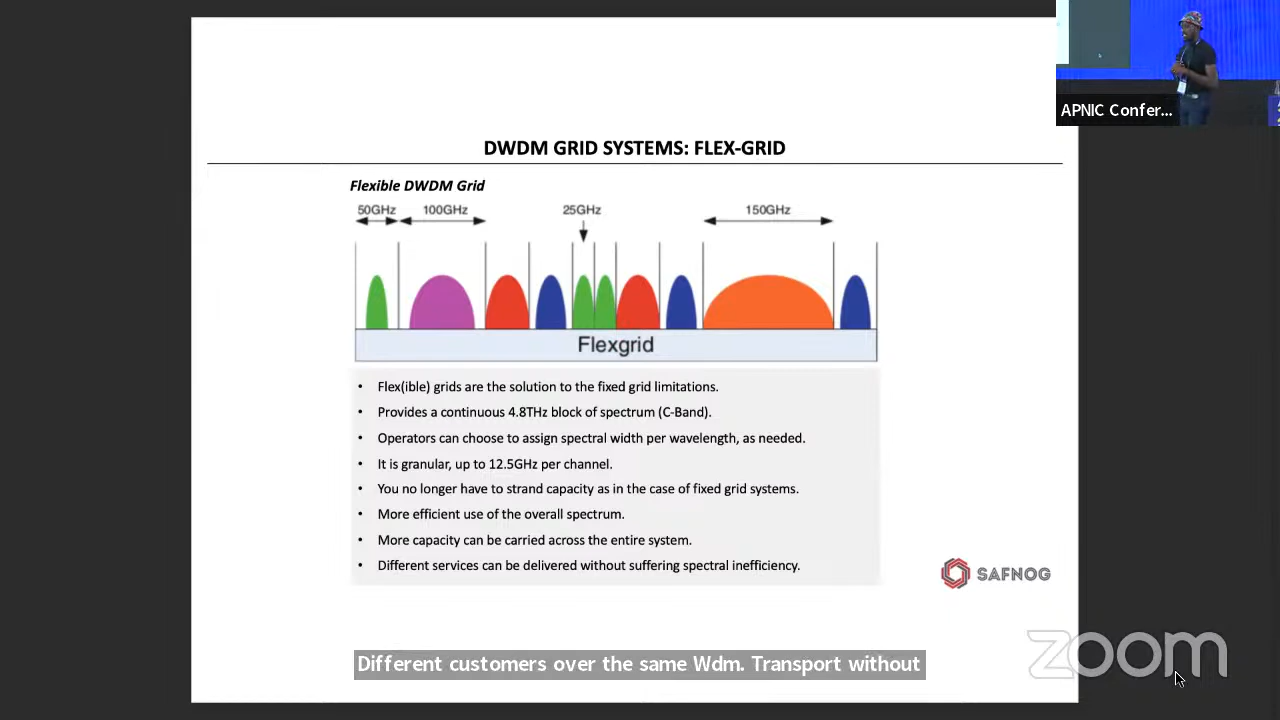 APNIC Confer...
DWDM GRID SYSTEMS: FLEX-GRID
Flexible DWDM Grid
50GHz 100GHz 25GHz 150GHz
Flexgrid
• Flex(ible) grids are the solution to the fixed grid limitations.
• Provides a continuous 4.8THz block of spectrum (C-Band).
• Operators can choose to assign spectral width per wavelength, as needed.
• It is granular, up to 12.5GHz per channel.
• You no longer have to strand capacity as in the case of fixed grid systems.
• More efficient use of the overall spectrum.
• More capacity can be carried across the entire system.
• Different services can be delivered without suffering spectral inefficiency.
SAFNOG
Different customers over the same Wdm. Transport without
zoom